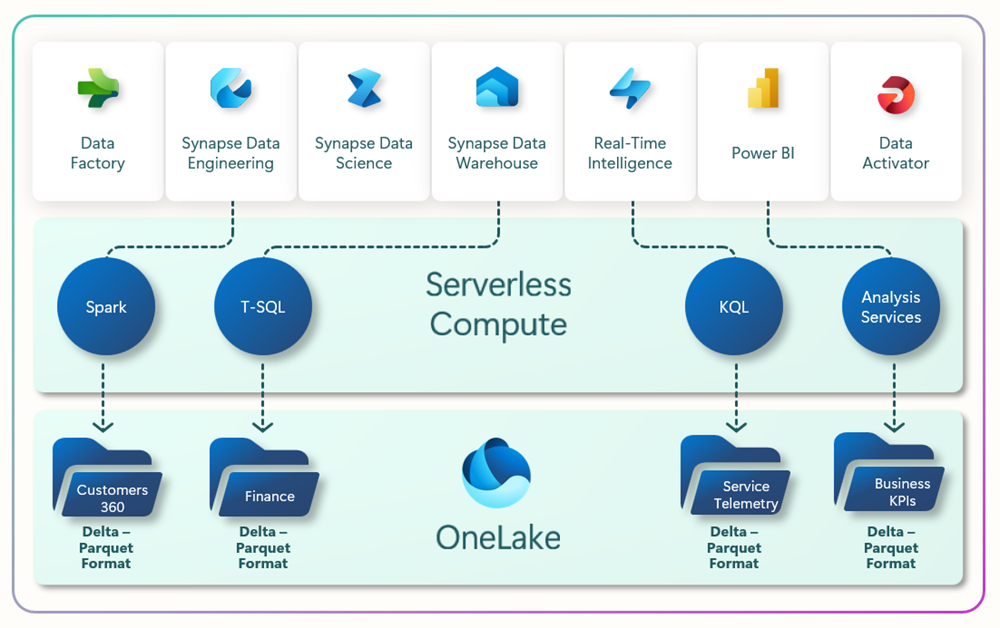 Data
Factory
Synapse Data
Engineering
Synapse Data
Science
Synapse Data
Warehouse
Real-Time
Intelligence
Power BI
Data
Activator
Serverless
Compute
Spark
T-SQL
KQL
Analysis
Services
Customers
360
Delta –
Parquet
Format
Finance
Delta –
Parquet
Format
OneLake
Service
Telemetry
Delta –
Parquet
Format
Business
KPIs
Delta –
Parquet
Format